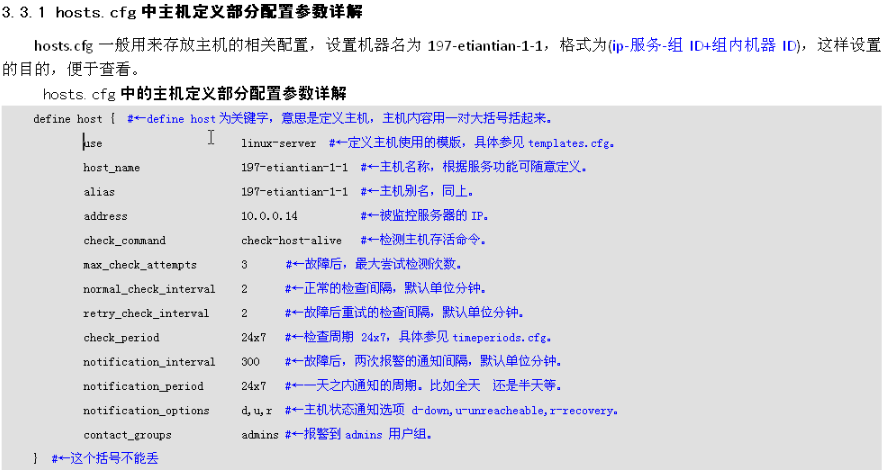 3.3.1 hosts.cfg 中主机定义部分配置参数详解
hosts.cfg 一般用来存放主机的相关配置，设置机器名为 197-etiantian-1-1，格式为(ip-服务-组 ID+组内机器 ID)，这样设置
的目的，便于查看。
hosts.cfg 中的主机定义部分配置参数详解
define host { #←define host 为关键字，意思是定义主机，主机内容用一对大括号括起来。
use linux-server #←定义主机使用的模版，具体参见 templates.cfg。
host_name 197-etiantian-1-1 #←主机名称，根据服务功能可随意定义。
alias 197-etiantian-1-1 #←主机别名，同上。
address 10.0.0.14 #←被监控服务器的 IP。
check_command check-host-alive #←检测主机存活命令。
max_check_attempts 3 #←故障后，最大尝试检测次数。
normal_check_interval 2 #←正常的检查间隔，默认单位分钟。
retry_check_interval 2 #←故障后重试的检查间隔，默认单位分钟。
check_period 24x7 #←检查周期 24x7，具体参见 timeperiods.cfg。
notification_interval 300 #←故障后，两次报警的通知间隔，默认单位分钟。
notification_period 24x7 #←一天之内通知的周期。比如全天 还是半天等。
notification_options d,u,r #←主机状态通知选项 d-down,u-unreacheable,r-recovery。
contact_groups admins #←报警到 admins 用户组。
} #←这个括号不能丢